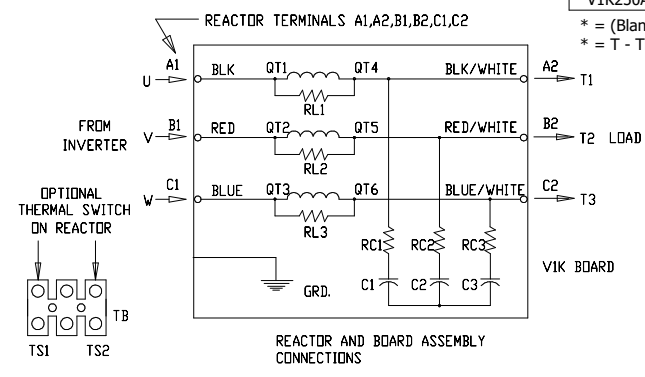 V1K250A
* = (Blan
* = T - T
REACTOR TERMINALS A1,A2,B1,B2,C1,C2
A1 BLK QT1 QT4 BLK/WHITE A2
U T1
RL1
FROM
INVERTER
B1 RED QT2 QT5 RED/WHITE B2
V T2 LOAD
RL2
OPTIONAL
THERMAL SWITCH
ON REACTOR
C1 BLUE QT3 QT6 BLUE/WHITE C2
W T3
RL3
RC1 RC2 RC3
V1K BOARD
C1 C2 C3
GRD.
TB
TS1 TS2
REACTOR AND BOARD ASSEMBLY
CONNECTIONS